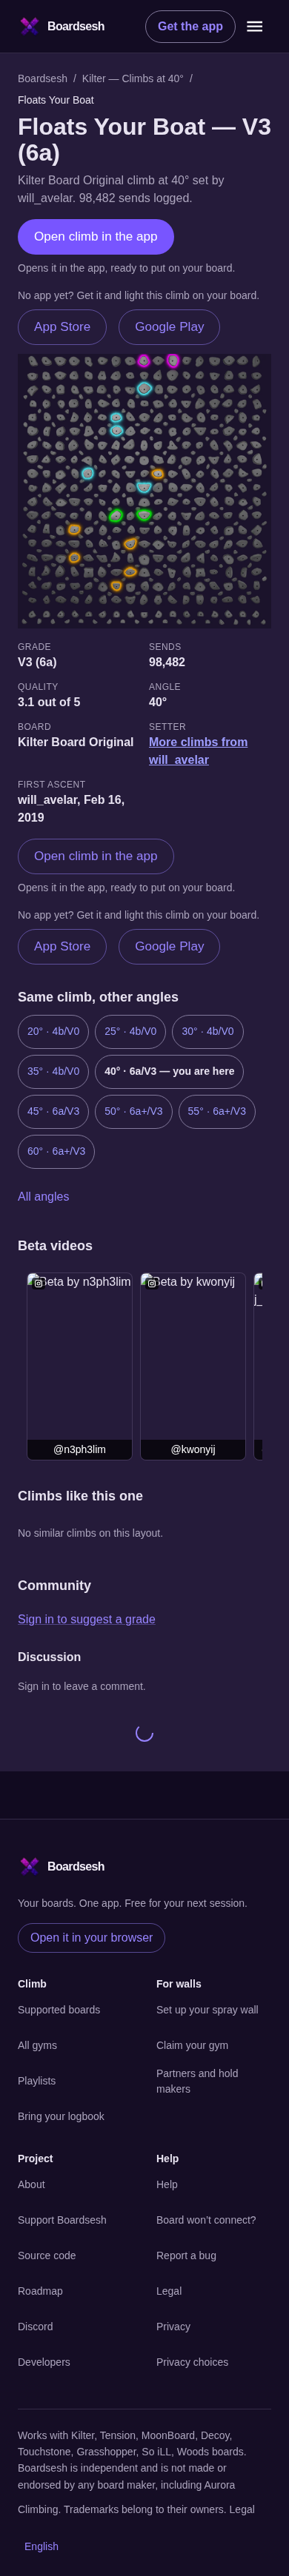 Boardsesh
Get the app
Boardsesh / Kilter — Climbs at 40° /
Floats Your Boat
Floats Your Boat — V3
(6a)
Kilter Board Original climb at 40° set by
will_avelar. 98,482 sends logged.
Open climb in the app
Opens it in the app, ready to put on your board.
No app yet? Get it and light this climb on your board.
App Store
Google Play
GRADE
V3 (6a)
SENDS
98,482
QUALITY
3.1 out of 5
ANGLE
40°
BOARD
Kilter Board Original
SETTER
More climbs from
will_avelar
FIRST ASCENT
will_avelar, Feb 16,
2019
Open climb in the app
Opens it in the app, ready to put on your board.
No app yet? Get it and light this climb on your board.
App Store
Google Play
Same climb, other angles
20° · 4b/V0
25° · 4b/V0
30° · 4b/V0
35° · 4b/V0
40° · 6a/V3 — you are here
45° · 6a/V3
50° · 6a+/V3
55° · 6a+/V3
60° · 6a+/V3
All angles
Beta videos
Beta by n3ph3lim
@n3ph3lim
Beta by kwonyij
@kwonyij
Climbs like this one
No similar climbs on this layout.
Community
Sign in to suggest a grade
Discussion
Sign in to leave a comment.
Boardsesh
Your boards. One app. Free for your next session.
Open it in your browser
Climb
Supported boards
All gyms
Playlists
Bring your logbook
For walls
Set up your spray wall
Claim your gym
Partners and hold
makers
Project
About
Support Boardsesh
Source code
Roadmap
Discord
Developers
Help
Help
Board won't connect?
Report a bug
Legal
Privacy
Privacy choices
Works with Kilter, Tension, MoonBoard, Decoy,
Touchstone, Grasshopper, So iLL, Woods boards.
Boardsesh is independent and is not made or
endorsed by any board maker, including Aurora
Climbing. Trademarks belong to their owners. Legal
English